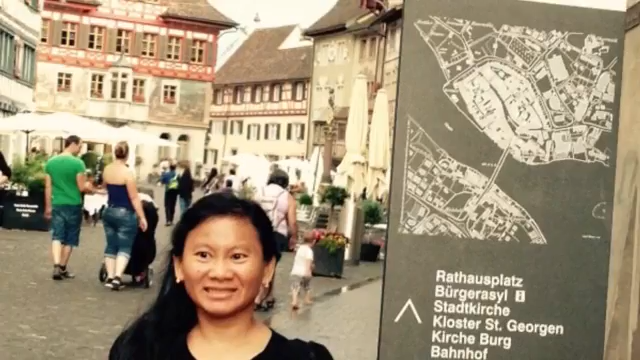 Rathausplatz
Bürgerasyl i
Stadtkirche
Kloster St. Georgen
Kirche Burg
Bahnhof